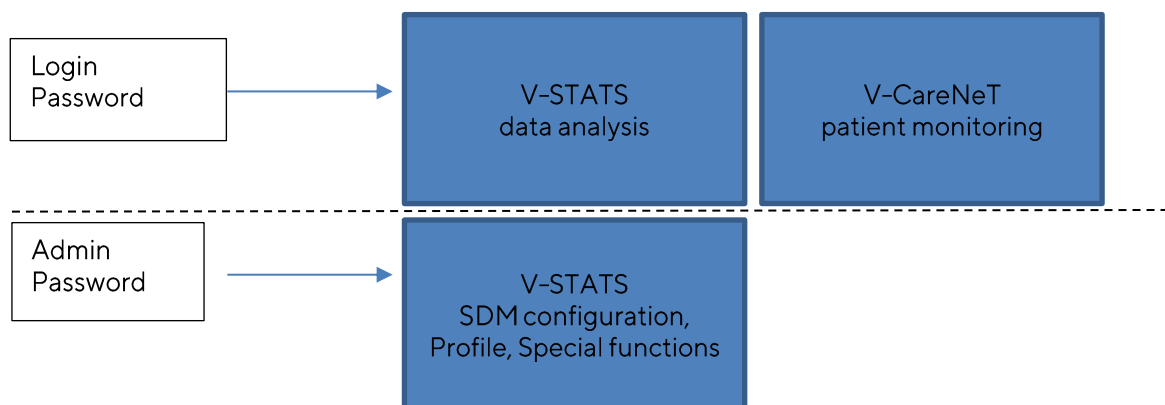 Login
Password
V-STATS
data analysis
V-CareNeT
patient monitoring
Admin
Password
V-STATS
SDM configuration,
Profile, Special functions